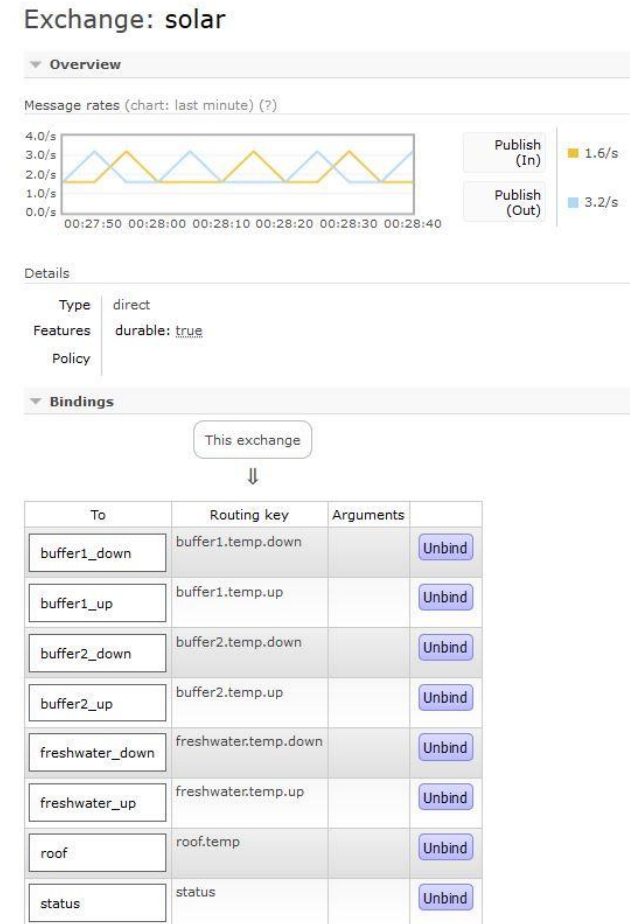 Exchange: solar
Overview
Message rates (chart: last minute) (?)
4.0/s
3.0/s
2.0/s
1.0/s
0.0/s
00:27:50 00:28:00 00:28:10 00:28:20 00:28:30 00:28:40
Publish (In) 1.6/s
Publish (Out) 3.2/s
Details
Type direct
Features durable: true
Policy
Bindings
This exchange
⇓
To Routing key Arguments
buffer1_down buffer1.temp.down Unbind
buffer1_up buffer1.temp.up Unbind
buffer2_down buffer2.temp.down Unbind
buffer2_up buffer2.temp.up Unbind
freshwater_down freshwater.temp.down Unbind
freshwater_up freshwater.temp.up Unbind
roof roof.temp Unbind
status status Unbind